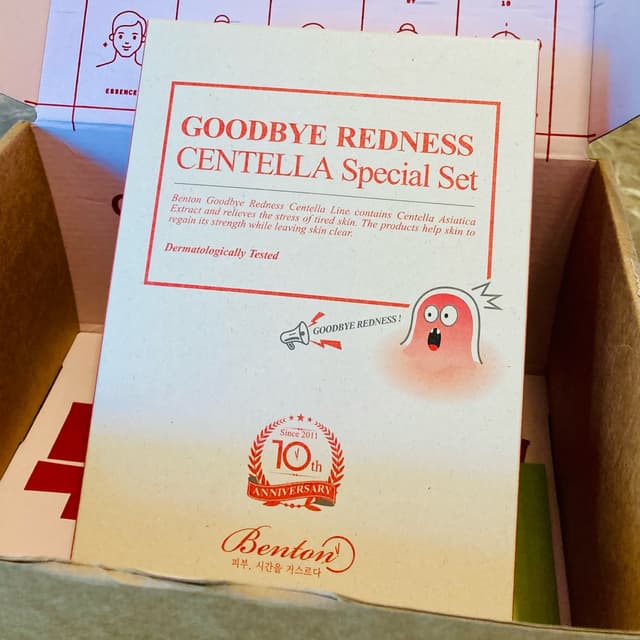 10
ESSENCE
GOODBYE REDNESS
CENTELLA Special Set
Benton Goodbye Redness Centella Line contains Centella Asiatica
Extract and relieves the stress of tired skin. The products help skin to
regain its strength while leaving skin clear.
Dermatologically Tested
GOODBYE REDNESS !
Since 2011
10th
ANNIVERSARY
Benton
피부, 시간을 거스르다